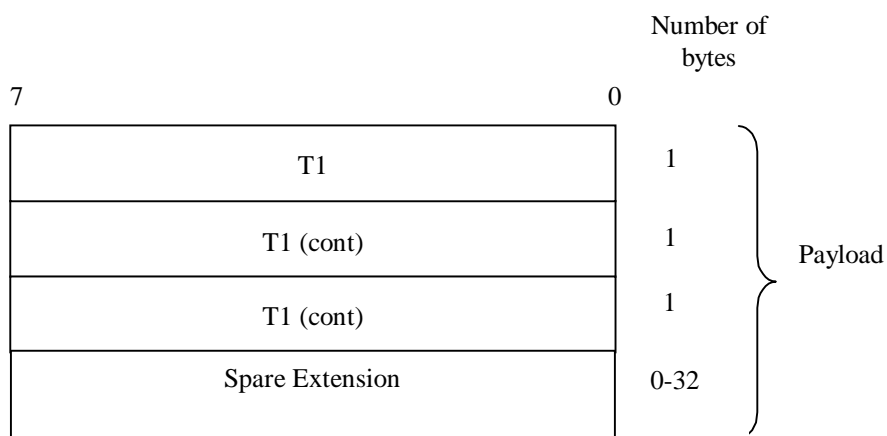 Number of
bytes
7 0
T1 1
T1 (cont) 1
T1 (cont) 1
Payload
Spare Extension 0-32